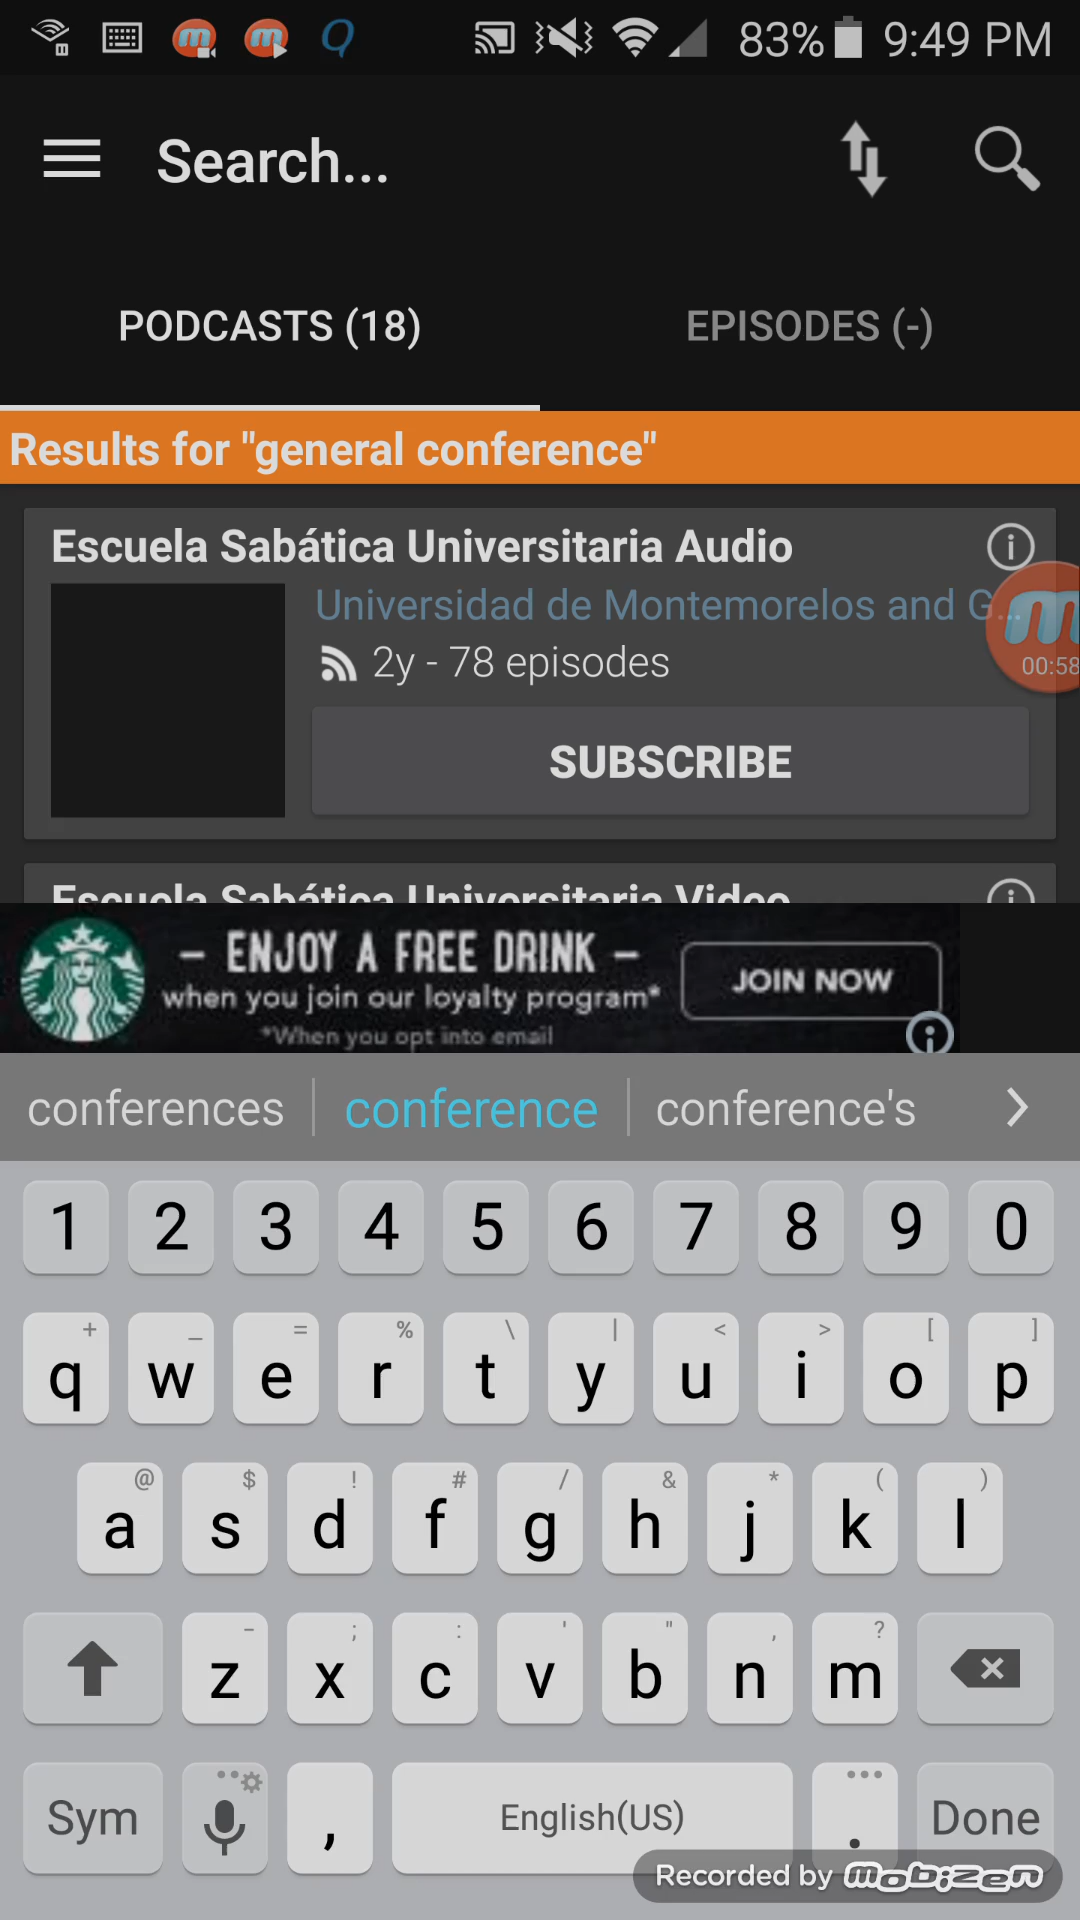 83% 9:49 PM
Search...
PODCASTS (18) EPISODES (-)
Results for "general conference"
Escuela Sabática Universitaria Audio
Universidad de Montemorelos and G...
2y - 78 episodes
00:58
SUBSCRIBE
Escuela Sabática Universitaria Video
– ENJOY A FREE DRINK –
when you join our loyalty program*
*When you opt into email
JOIN NOW
conferences conference conference's
1 2 3 4 5 6 7 8 9 0
+ _ = % \ | < > [ ]
q w e r t y u i o p
@ $ ! # / & * ( )
a s d f g h j k l
- ; : ' " , ?
z x c v b n m
Sym , English(US) . Done
Recorded by mobizen